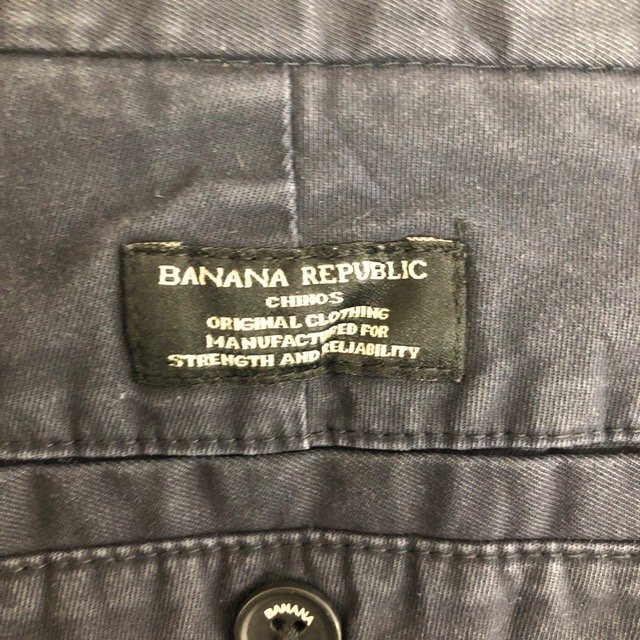 BANANA REPUBLIC
CHINOS
ORIGINAL CLOTHING
MANUFACTURED FOR
STRENGTH AND RELIABILITY
BANANA